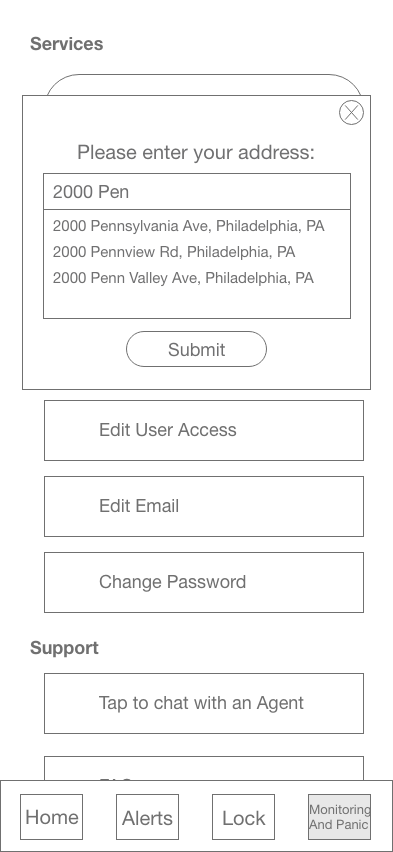 Services
Please enter your address:
2000 Pen
2000 Pennsylvania Ave, Philadelphia, PA
2000 Pennview Rd, Philadelphia, PA
2000 Penn Valley Ave, Philadelphia, PA
Submit
Edit User Access
Edit Email
Change Password
Support
Tap to chat with an Agent
Home
Alerts
Lock
Monitoring
And Panic